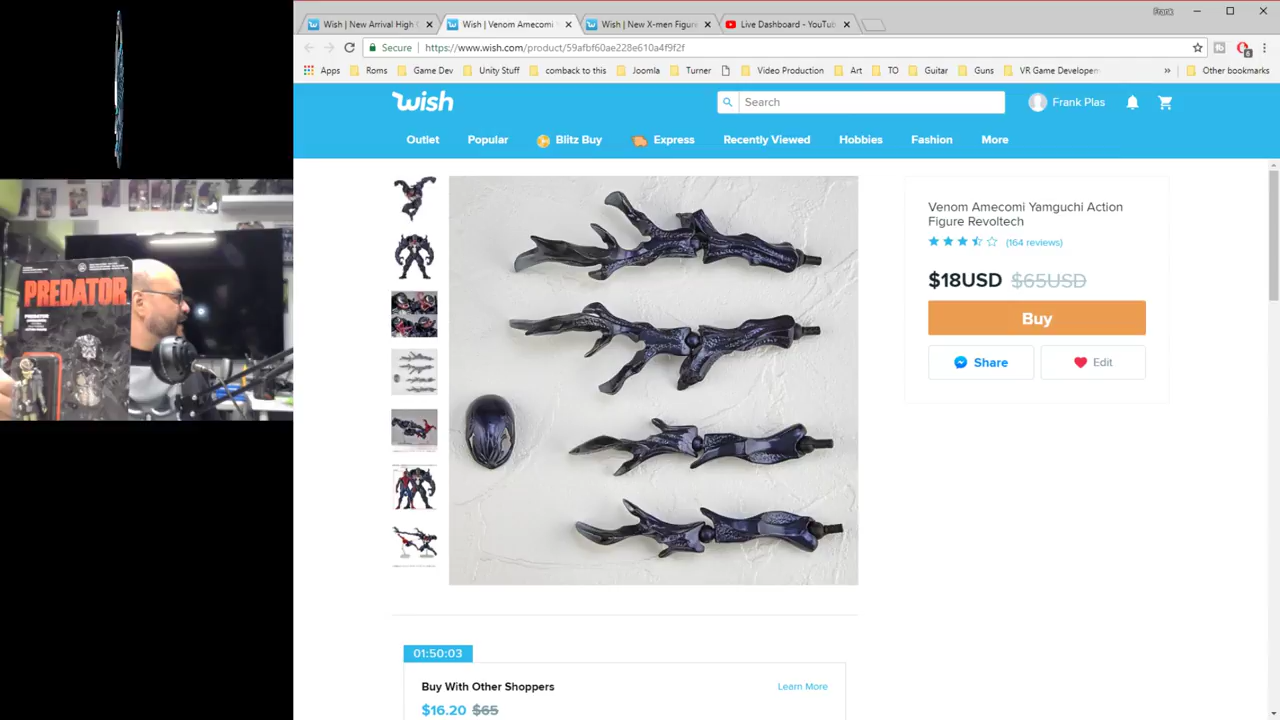 Frank
Wish | New Arrival High
Wish | Venom Amecomi
Wish | New X-men Figure
Live Dashboard - YouTub
Secure
https://www.wish.com/product/59afbf60ae228e610a4f9f2f
6
Apps
Roms
Game Dev
Unity Stuff
comback to this
Joomla
Turner
Video Production
Art
TO
Guitar
Guns
VR Game Developm
»
Other bookmarks
wish
Search
Frank Plas
Outlet
Popular
Blitz Buy
Express
Recently Viewed
Hobbies
Fashion
More
PREDATOR
Venom Amecomi Yamguchi Action
Figure Revoltech
(164 reviews)
$18USD $65USD
Buy
Share
Edit
01:50:03
Buy With Other Shoppers
Learn More
$16.20 $65